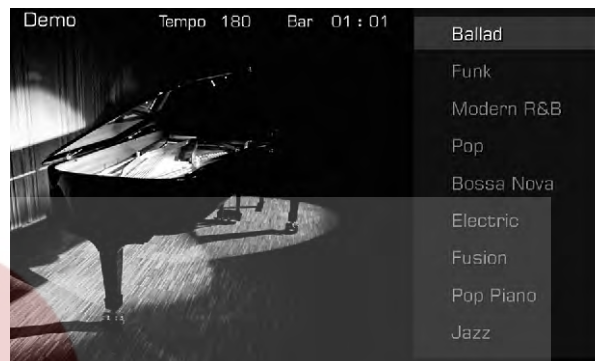 Demo Tempo 180 Bar 01 : 01
Ballad
Funk
Modern R&B
Pop
Bossa Nova
Electric
Fusion
Pop Piano
Jazz